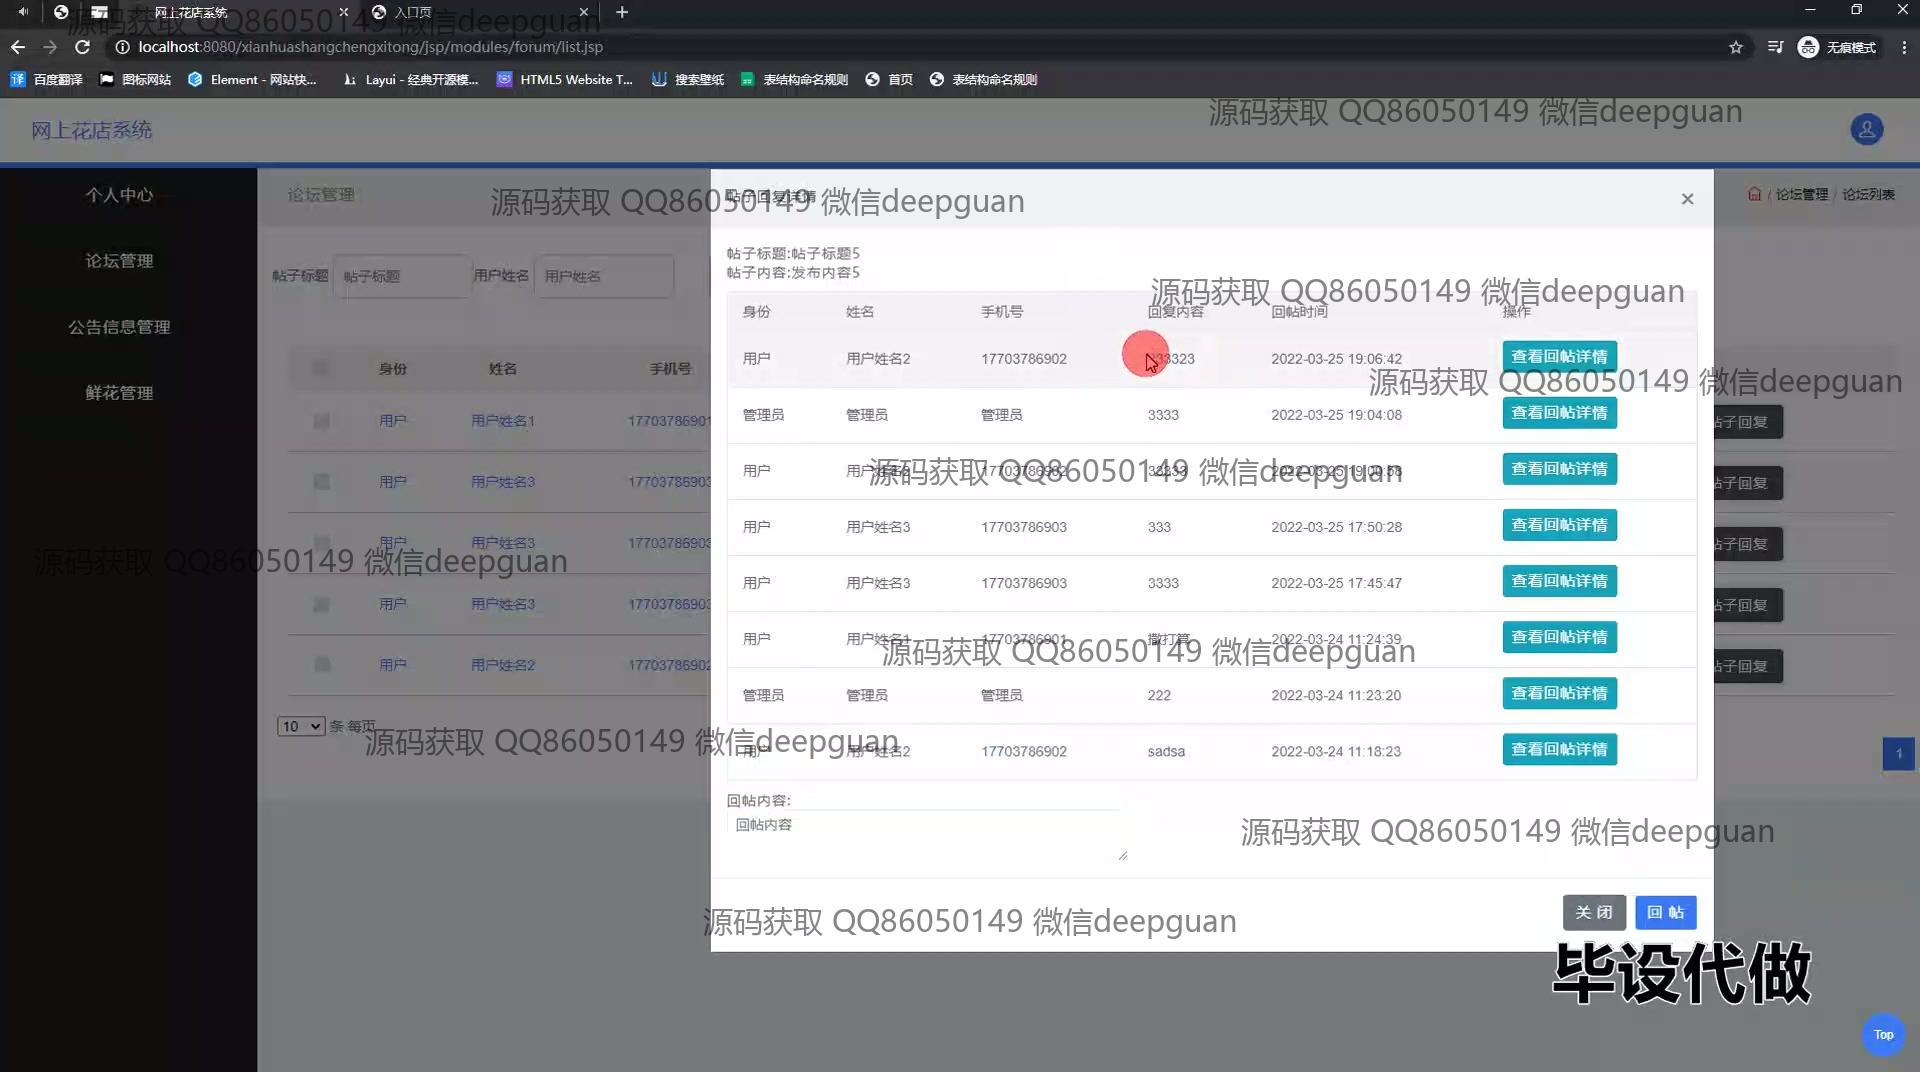 网上花店系统
入口页
localhost:8080/xianhuashangchengxitong/jsp/modules/forum/list.jsp
无痕模式
百度翻译
图标网站
Element - 网站快...
Layui - 经典开源模...
HTML5 Website T...
搜索壁纸
表结构命名规则
首页
表结构命名规则
源码获取 QQ86050149 微信deepguan
源码获取 QQ86050149 微信deepguan
网上花店系统
个人中心
论坛管理
公告信息管理
鲜花管理
论坛管理
论坛管理 / 论坛列表
帖子标题 帖子标题 用户姓名 用户姓名
身份 姓名 手机号
用户 用户姓名1 17703786901 帖子回复
用户 用户姓名3 17703786903 帖子回复
用户 用户姓名3 17703786903 帖子回复
用户 用户姓名3 17703786903 帖子回复
用户 用户姓名2 17703786902 帖子回复
10 条 每页
1
帖子回复详情
×
源码获取 QQ86050149 微信deepguan
帖子标题:帖子标题5
帖子内容:发布内容5
源码获取 QQ86050149 微信deepguan
身份 姓名 手机号 回复内容 回帖时间 操作
用户 用户姓名2 17703786902 2022-03-25 19:06:42 查看回帖详情
源码获取 QQ86050149 微信deepguan
管理员 管理员 管理员 3333 2022-03-25 19:04:08 查看回帖详情
用户 查看回帖详情
源码获取 QQ86050149 微信deepguan
用户 用户姓名3 17703786903 333 2022-03-25 17:50:28 查看回帖详情
源码获取 QQ86050149 微信deepguan
用户 用户姓名3 17703786903 3333 2022-03-25 17:45:47 查看回帖详情
用户 用户姓名1 17703786901 2022-03-24 11:24:39 查看回帖详情
源码获取 QQ86050149 微信deepguan
管理员 管理员 管理员 222 2022-03-24 11:23:20 查看回帖详情
用户 用户姓名2 17703786902 sadsa 2022-03-24 11:18:23 查看回帖详情
源码获取 QQ86050149 微信deepguan
回帖内容:
回帖内容
源码获取 QQ86050149 微信deepguan
关闭 回帖
源码获取 QQ86050149 微信deepguan
毕设代做
Top